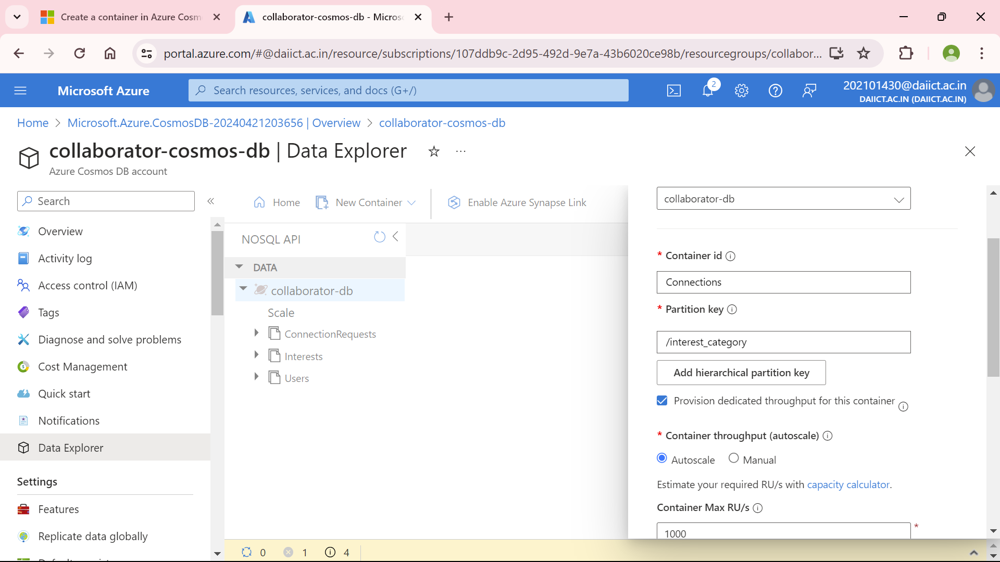 Create a container in Azure Cosm
collaborator-cosmos-db - Micros
portal.azure.com/#@daiict.ac.in/resource/subscriptions/107ddb9c-2d95-492d-9e7a-43b6020ce98b/resourcegroups/collabor...
Microsoft Azure
Search resources, services, and docs (G+/)
2
202101430@daiict.ac.in
DAIICT.AC.IN (DAIICT.AC.IN)
Home > Microsoft.Azure.CosmosDB-20240421203656 | Overview > collaborator-cosmos-db
collaborator-cosmos-db | Data Explorer
Azure Cosmos DB account
Search
Overview
Activity log
Access control (IAM)
Tags
Diagnose and solve problems
Cost Management
Quick start
Notifications
Data Explorer
Settings
Features
Replicate data globally
Home
New Container
Enable Azure Synapse Link
NOSQL API
DATA
collaborator-db
Scale
ConnectionRequests
Interests
Users
collaborator-db
* Container id
Connections
* Partition key
/interest_category
Add hierarchical partition key
Provision dedicated throughput for this container
* Container throughput (autoscale)
Autoscale Manual
Estimate your required RU/s with capacity calculator.
Container Max RU/s
1000 *
0 1 4